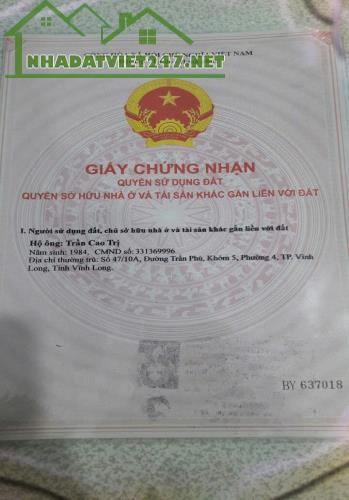 NHADATVIET247.NET
GIẤY CHỨNG NHẬN
QUYỀN SỬ DỤNG ĐẤT
QUYỀN SỞ HỮU NHÀ Ở VÀ TÀI SẢN KHÁC GẮN LIỀN VỚI ĐẤT
I. Người sử dụng đất, chủ sở hữu nhà ở và tài sản khác gắn liền với đất
Hộ ông: Trần Cao Trị
Năm sinh: 1984, CMND số: 331369996
Địa chỉ thường trú: Số 47/10A, Đường Trần Phú, Khóm 5, Phường 4, TP. Vĩnh
Long, Tỉnh Vĩnh Long.
BY 637018